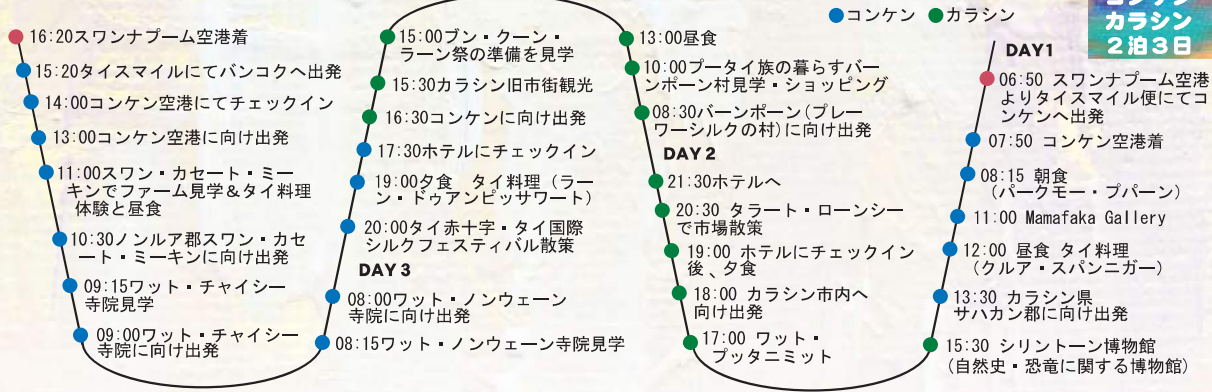 コンケン
カラシン
2泊3日
コンケン カラシン
DAY1
06:50 スワンナプーム空港
よりタイスマイル便にてコ
ンケンへ出発
07:50 コンケン空港着
08:15 朝食
(パークモー・プパーン)
11:00 Mamafaka Gallery
12:00 昼食 タイ料理
(クルア・スパンニガー)
13:30 カラシン県
サハカン郡に向け出発
15:30 シリントーン博物館
(自然史・恐竜に関する博物館)
17:00 ワット・
プッタニミット
18:00 カラシン市内へ
向け出発
19:00 ホテルにチェックイン
後、夕食
20:30 タラート・ローンシー
で市場散策
21:30ホテルへ
DAY 2
08:30バーンポーン(プレー
ワーシルクの村)に向け出発
10:00プータイ族の暮らすバー
ンポーン村見学・ショッピング
13:00昼食
15:00ブン・クーン・
ラーン祭の準備を見学
15:30カラシン旧市街観光
16:30コンケンに向け出発
17:30ホテルにチェックイン
19:00夕食 タイ料理(ラー
ン・ドゥアンピッサワート)
20:00タイ赤十字・タイ国際
シルクフェスティバル散策
DAY 3
08:00ワット・ノンウェーン
寺院に向け出発
08:15ワット・ノンウェーン寺院見学
09:00ワット・チャイシー
寺院に向け出発
09:15ワット・チャイシー
寺院見学
10:30ノンルア郡スワン・カセ
ート・ミーキンに向け出発
11:00スワン・カセート・ミー
キンでファーム見学&タイ料理
体験と昼食
13:00コンケン空港に向け出発
14:00コンケン空港にてチェックイン
15:20タイスマイルにてバンコクへ出発
16:20スワンナプーム空港着